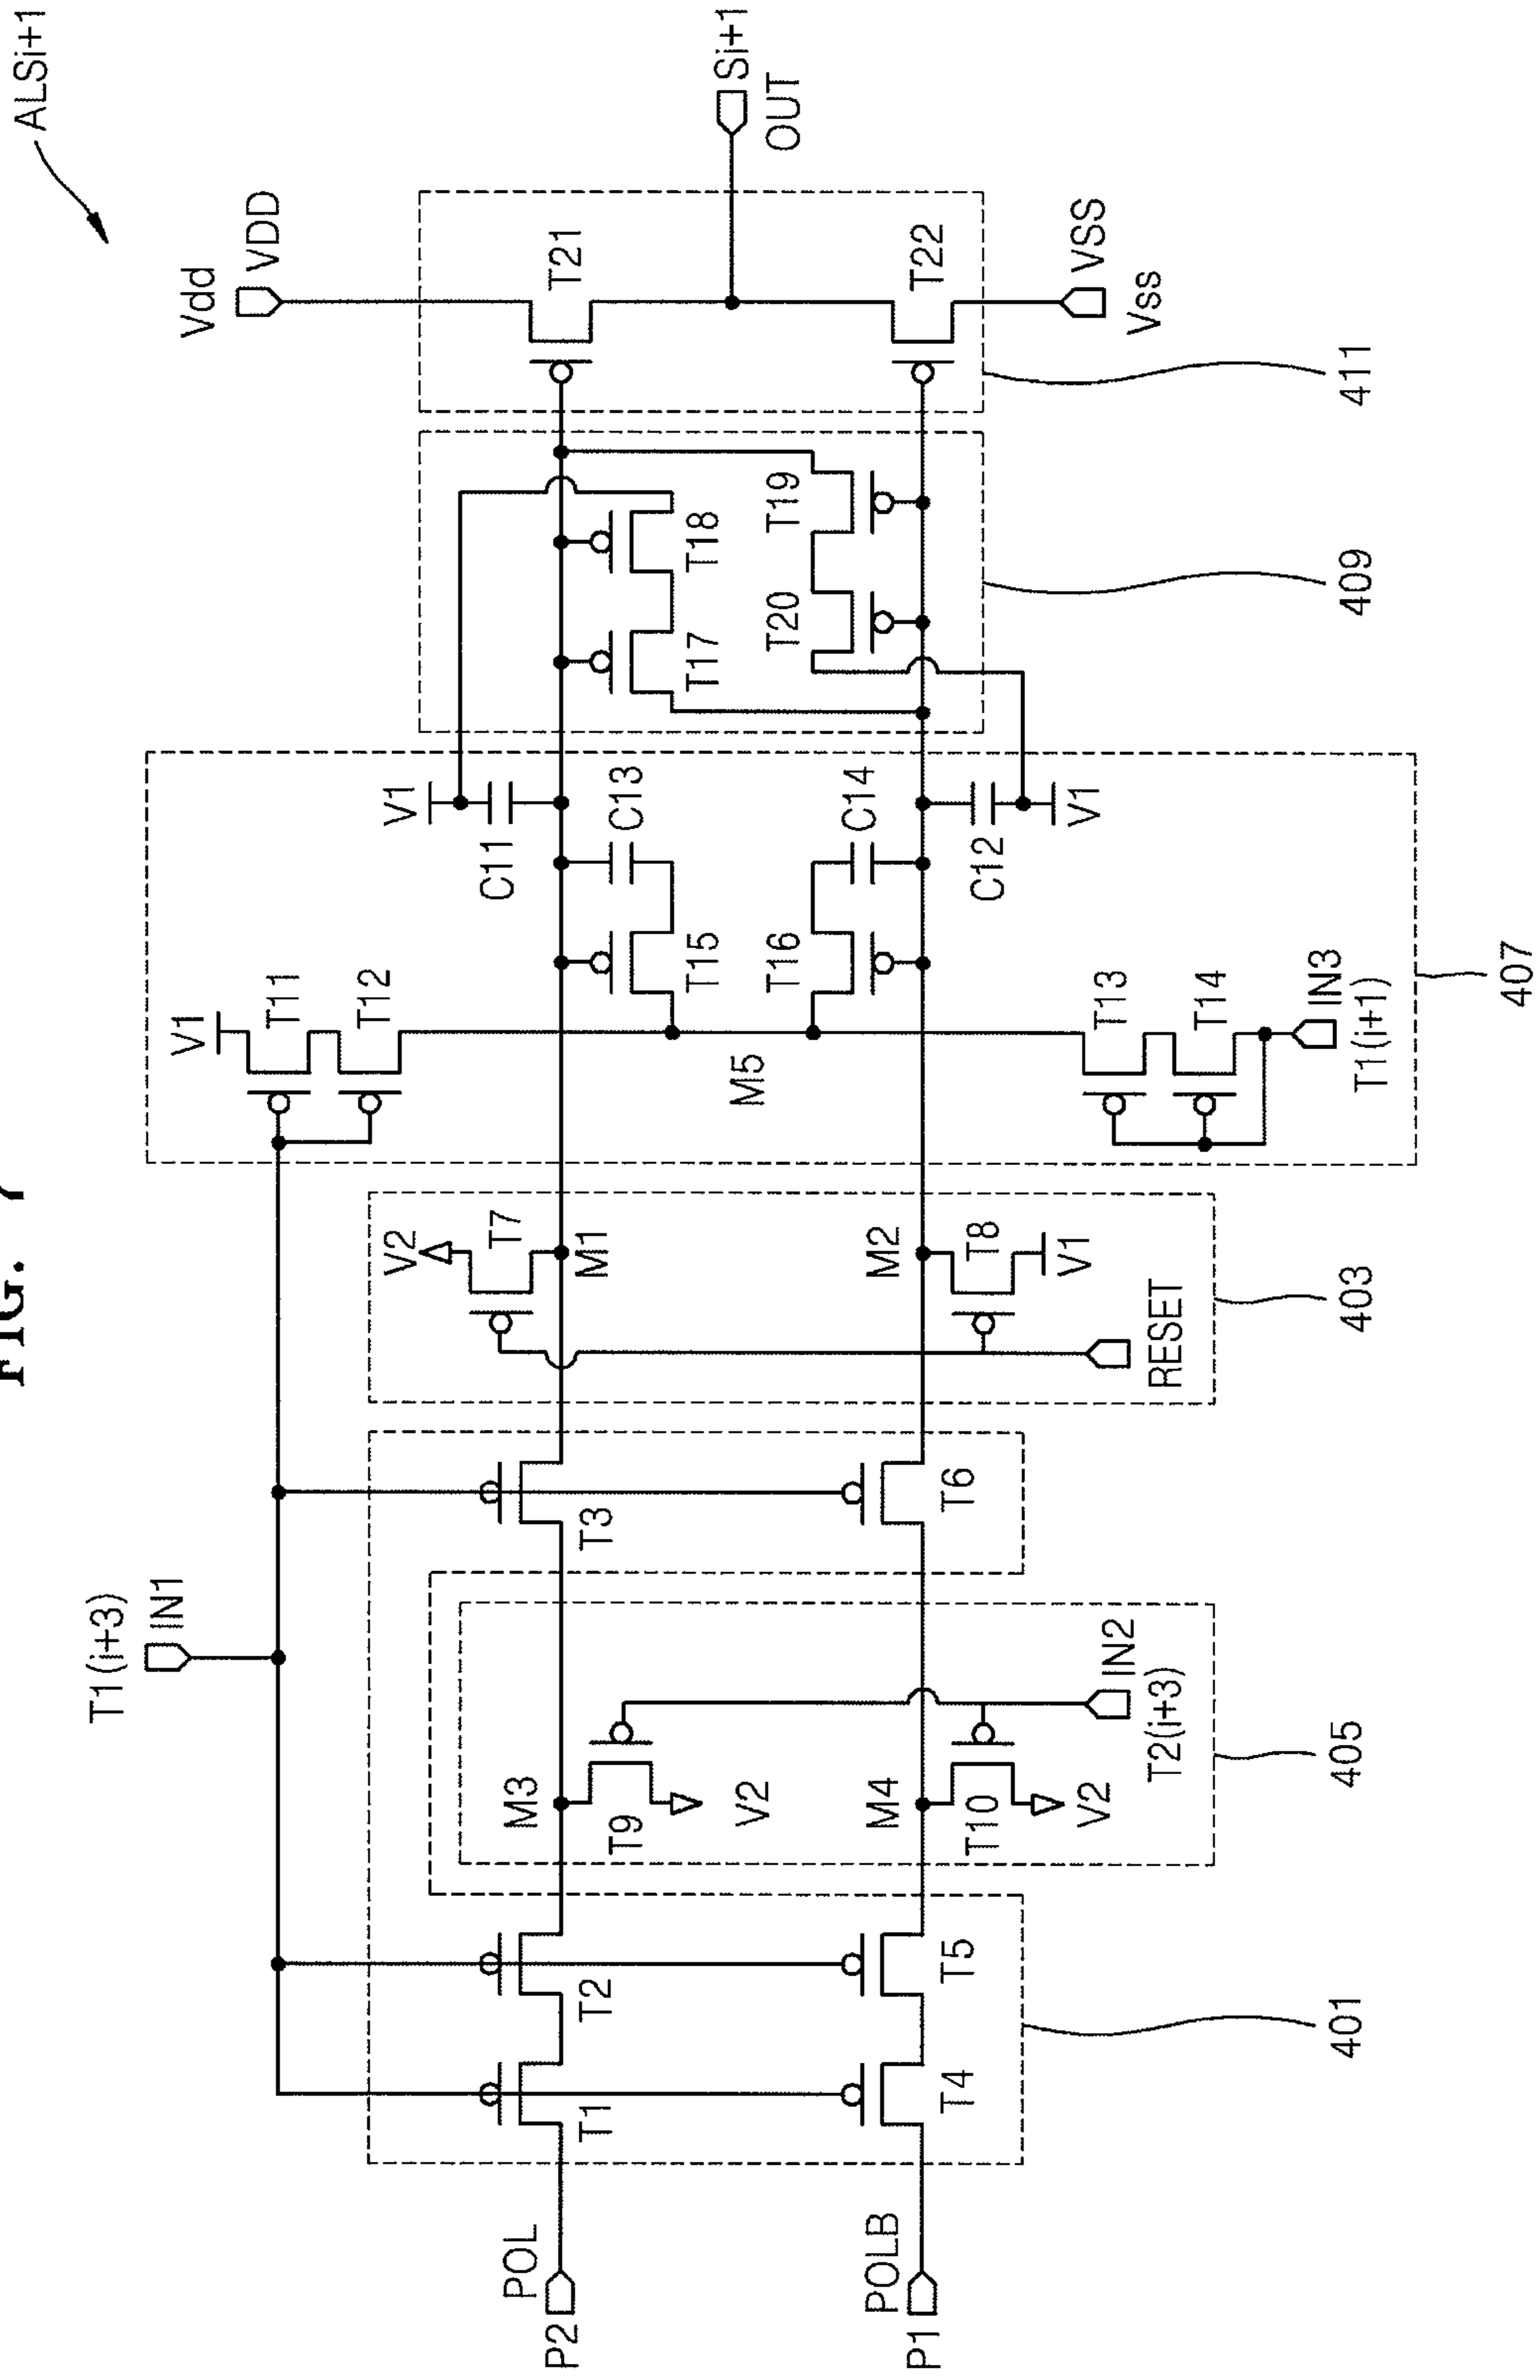 FIG. 7
ALSi+1
T1(i+3)
IN1
Vdd
VDD
V1
T11
T12
V1
C11
V2
T7
M1
POL
P2
T1
T2
M3
T9
V2
T3
T15
C13
T17
T18
T21
M5
Si+1
OUT
POLB
P1
T4
T5
M4
T10
V2
T6
M2
T8
V1
T16
C14
T20
T19
T22
IN2
T2(i+3)
RESET
T13
T14
C12
V1
IN3
T1(i+1)
VSS
Vss
401
405
403
407
409
411